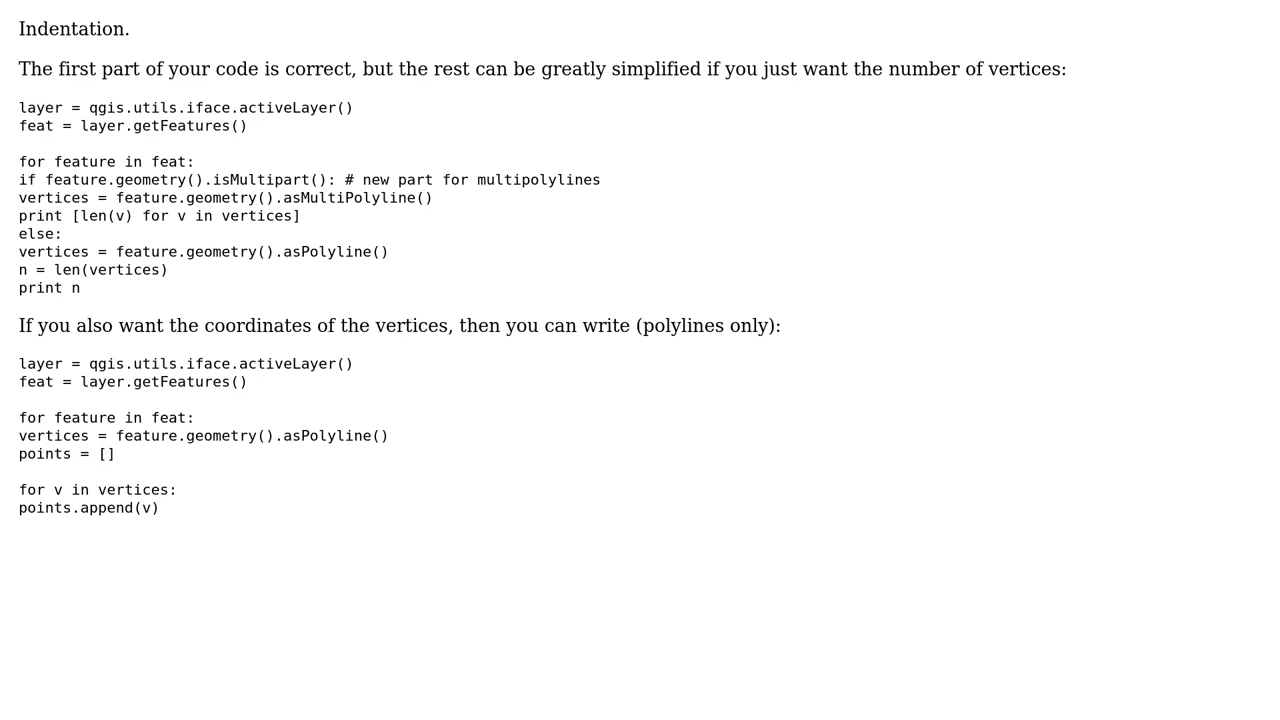 Indentation.
The first part of your code is correct, but the rest can be greatly simplified if you just want the number of vertices:
layer = qgis.utils.iface.activeLayer()
feat = layer.getFeatures()
for feature in feat:
if feature.geometry().isMultipart(): # new part for multipolylines
vertices = feature.geometry().asMultiPolyline()
print [len(v) for v in vertices]
else:
vertices = feature.geometry().asPolyline()
n = len(vertices)
print n
If you also want the coordinates of the vertices, then you can write (polylines only):
layer = qgis.utils.iface.activeLayer()
feat = layer.getFeatures()
for feature in feat:
vertices = feature.geometry().asPolyline()
points = []
for v in vertices:
points.append(v)